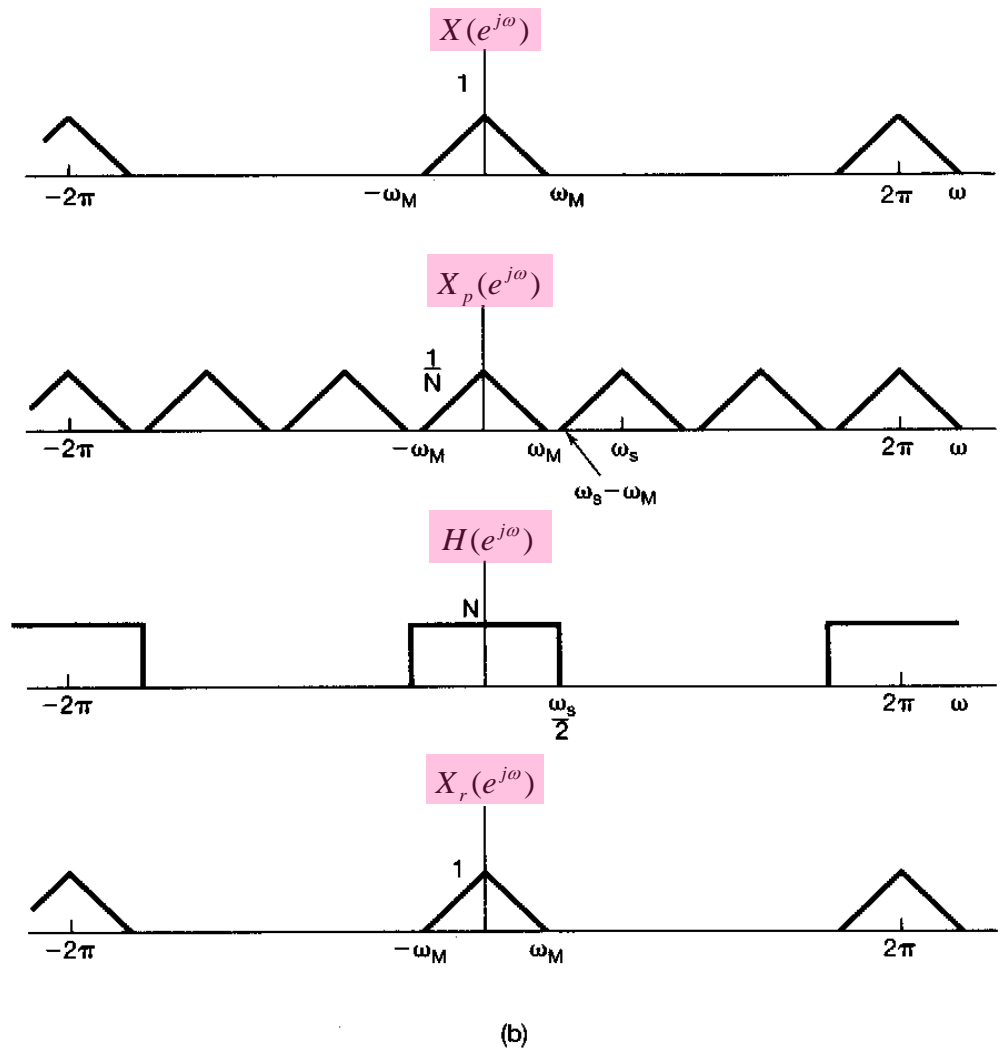 X(e^{jω})
1
−2π −ω_M ω_M 2π ω
X_p(e^{jω})
1/N
−2π −ω_M ω_M ω_s 2π ω
ω_s−ω_M
H(e^{jω})
N
−2π ω_s/2 2π ω
X_r(e^{jω})
1
−2π −ω_M ω_M 2π ω
(b)